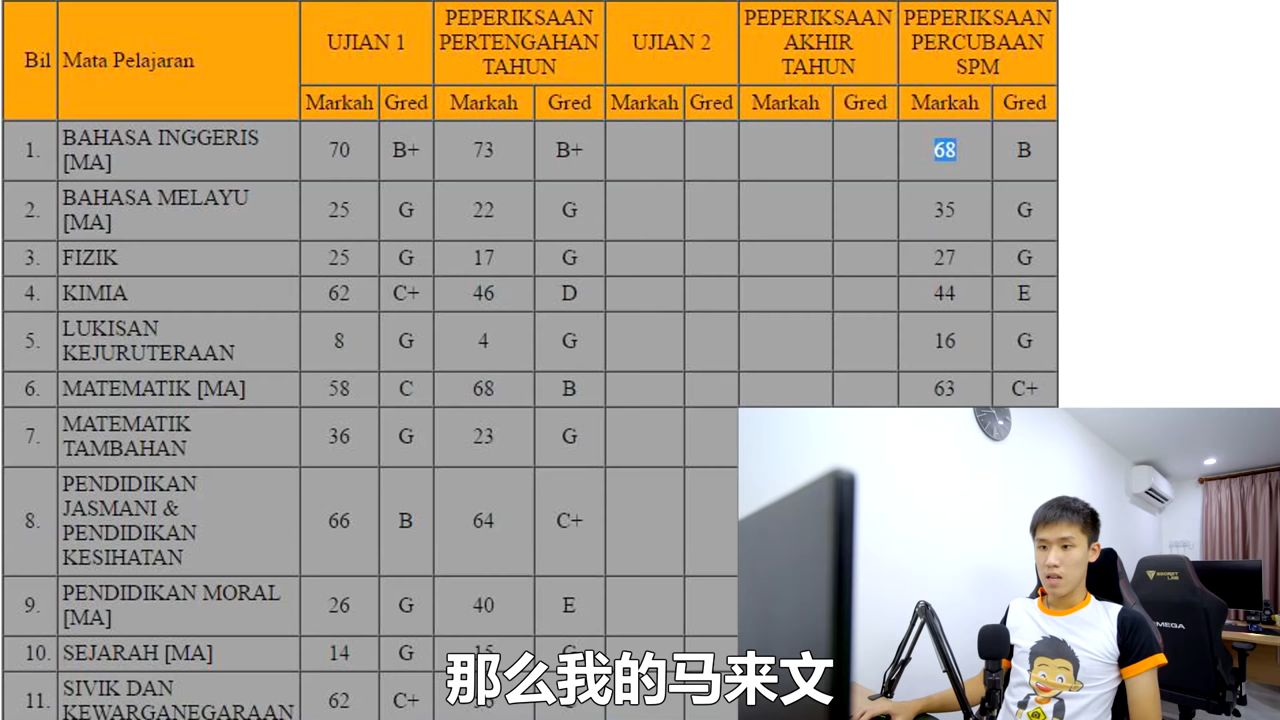 Bil Mata Pelajaran UJIAN 1 PEPERIKSAAN PERTENGAHAN TAHUN UJIAN 2 PEPERIKSAAN AKHIR TAHUN PEPERIKSAAN PERCUBAAN SPM
Markah Gred Markah Gred Markah Gred Markah Gred Markah Gred
1. BAHASA INGGERIS [MA] 70 B+ 73 B+ 68 B
2. BAHASA MELAYU [MA] 25 G 22 G 35 G
3. FIZIK 25 G 17 G 27 G
4. KIMIA 62 C+ 46 D 44 E
5. LUKISAN KEJURUTERAAN 8 G 4 G 16 G
6. MATEMATIK [MA] 58 C 68 B 63 C+
7. MATEMATIK TAMBAHAN 36 G 23 G
8. PENDIDIKAN JASMANI & PENDIDIKAN KESIHATAN 66 B 64 C+
9. PENDIDIKAN MORAL [MA] 26 G 40 E
10. SEJARAH [MA] 14 G
11. SIVIK DAN KEWARGANEGARAAN 62 C+
那么我的马来文
SECRET LAB
OMEGA